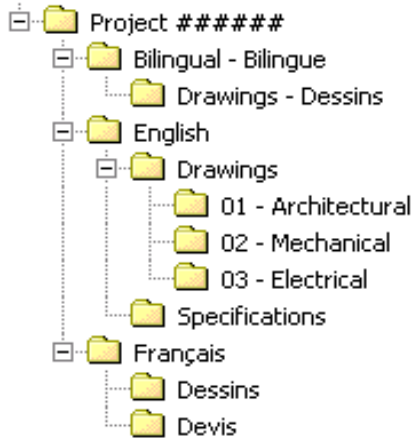 Project ######
Bilingual - Bilingue
Drawings - Dessins
English
Drawings
01 - Architectural
02 - Mechanical
03 - Electrical
Specifications
Français
Dessins
Devis